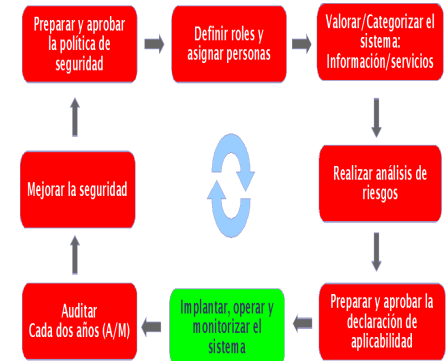 Preparar y aprobar
la política de
seguridad
Definir roles y
asignar personas
Valorar/Categorizar el
sistema:
Información/servicios
Realizar análisis de
riesgos
Preparar y aprobar la
declaración de
aplicabilidad
Implantar, operar y
monitorizar el
sistema
Auditar
Cada dos años (A/M)
Mejorar la seguridad